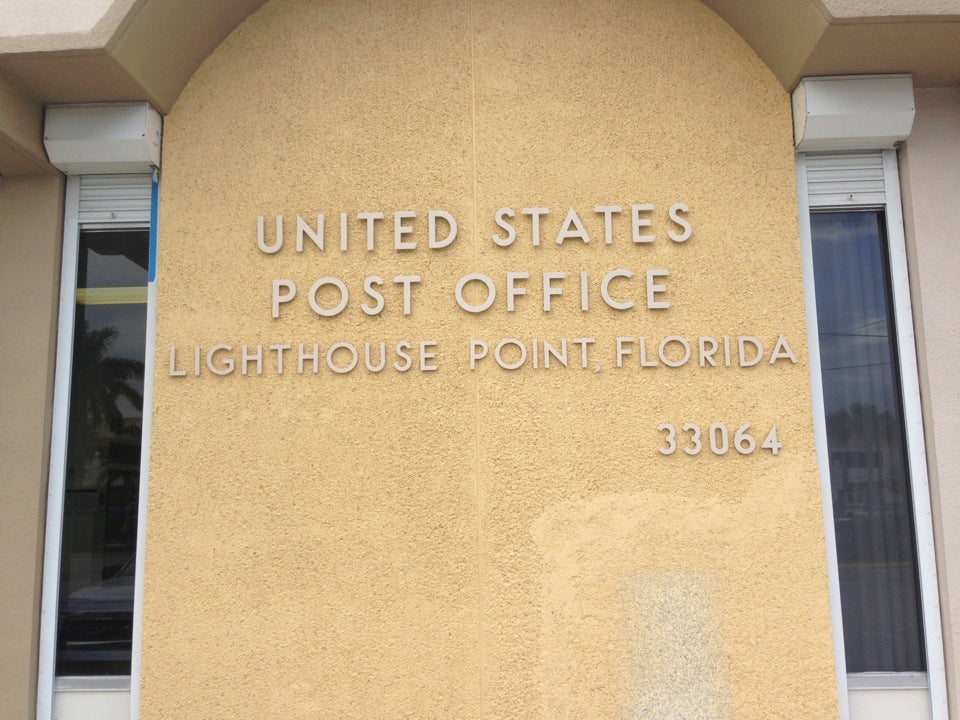 UNITED STATES
POST OFFICE
LIGHTHOUSE POINT, FLORIDA
33064